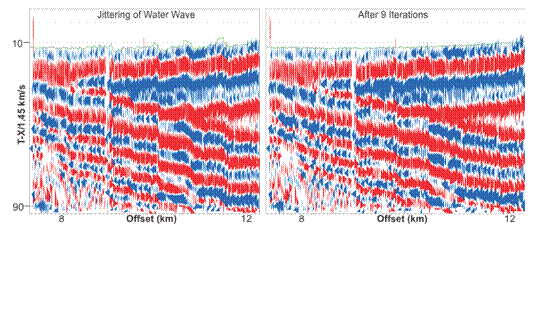 Jittering of Water Wave
After 9 Iterations
T-X/1.45 km/s
10
90
8
Offset (km)
12
8
Offset (km)
12